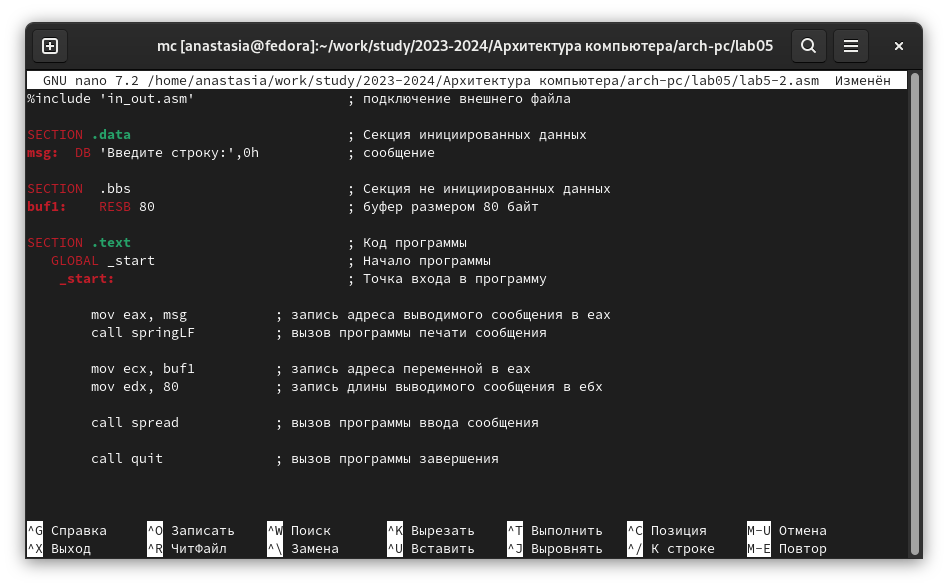 mc [anastasia@fedora]:~/work/study/2023-2024/Архитектура компьютера/arch-pc/lab05
GNU nano 7.2 /home/anastasia/work/study/2023-2024/Архитектура компьютера/arch-pc/lab05/lab5-2.asm Изменён
%include 'in_out.asm' ; подключение внешнего файла
SECTION .data ; Секция инициированных данных
msg: DB 'Введите строку:',0h ; сообщение
SECTION .bbs ; Секция не инициированных данных
buf1: RESB 80 ; буфер размером 80 байт
SECTION .text ; Код программы
GLOBAL _start ; Начало программы
_start: ; Точка входа в программу
mov eax, msg ; запись адреса выводимого сообщения в eax
call springLF ; вызов программы печати сообщения
mov ecx, buf1 ; запись адреса переменной в eax
mov edx, 80 ; запись длины выводимого сообщения в ебх
call spread ; вызов программы ввода сообщения
call quit ; вызов программы завершения
^G Справка ^O Записать ^W Поиск ^K Вырезать ^T Выполнить ^C Позиция M-U Отмена
^X Выход ^R ЧитФайл ^\ Замена ^U Вставить ^J Выровнять ^/ К строке M-E Повтор